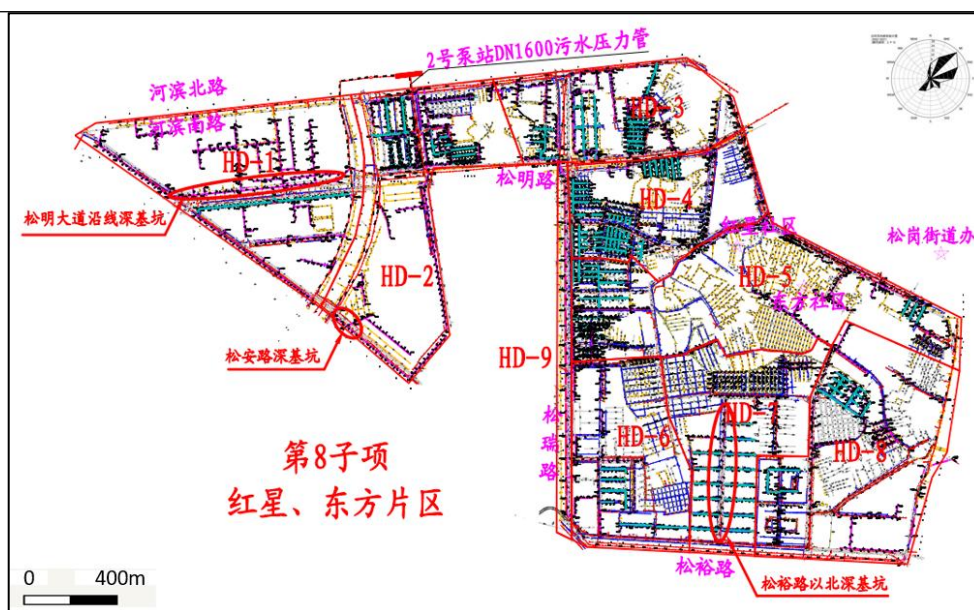 2号泵站DN1600污水压力管
河滨北路
河滨南路
HD-1
HD-3
松明路
HD-4
松明大道沿线深基坑
HD-2
红星社区
松岗街道办
HD-5
东方社区
松安路深基坑
HD-9
松瑞路
HD-6
HD-7
HD-8
第8子项
红星、东方片区
0 400m
松裕路
松裕路以北深基坑